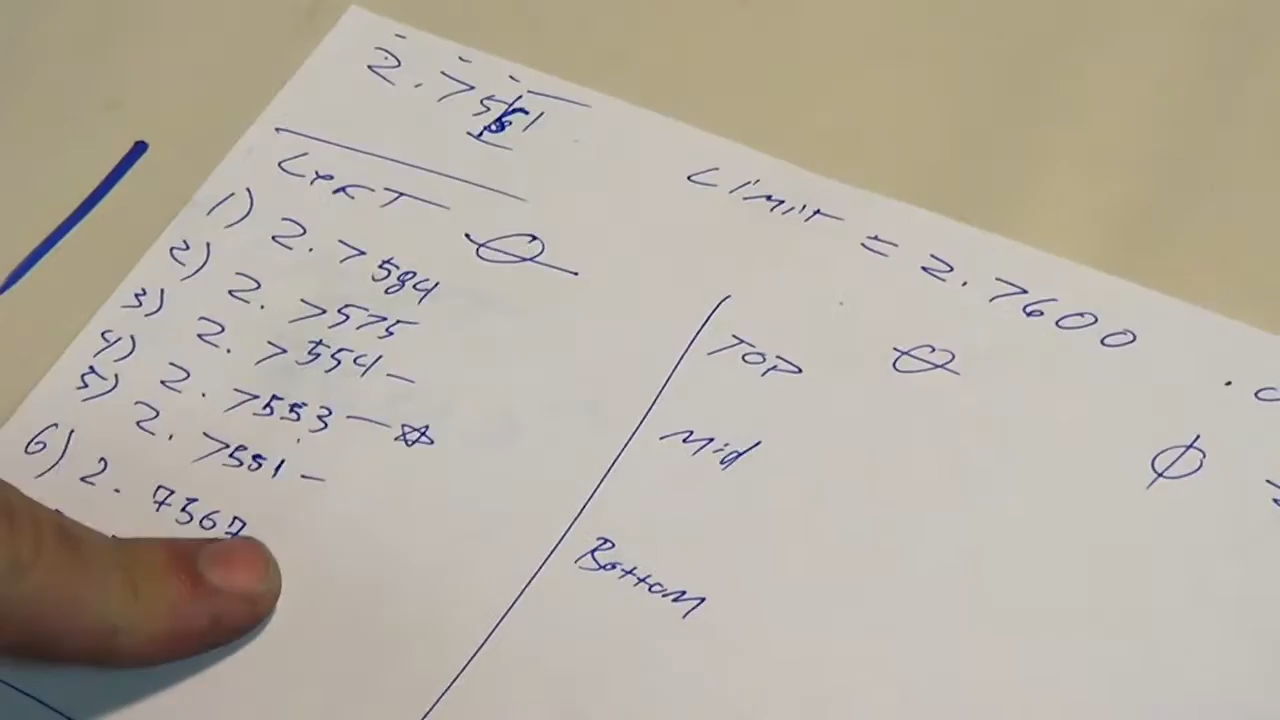 2.7551
LEFT
1) 2.7584
2) 2.7575
3) 2.7554 -
4) 2.7553 - ☆
5) 2.7551 -
6) 2.7567
LIMIT = 2.7600
TOP
Mid
Bottom